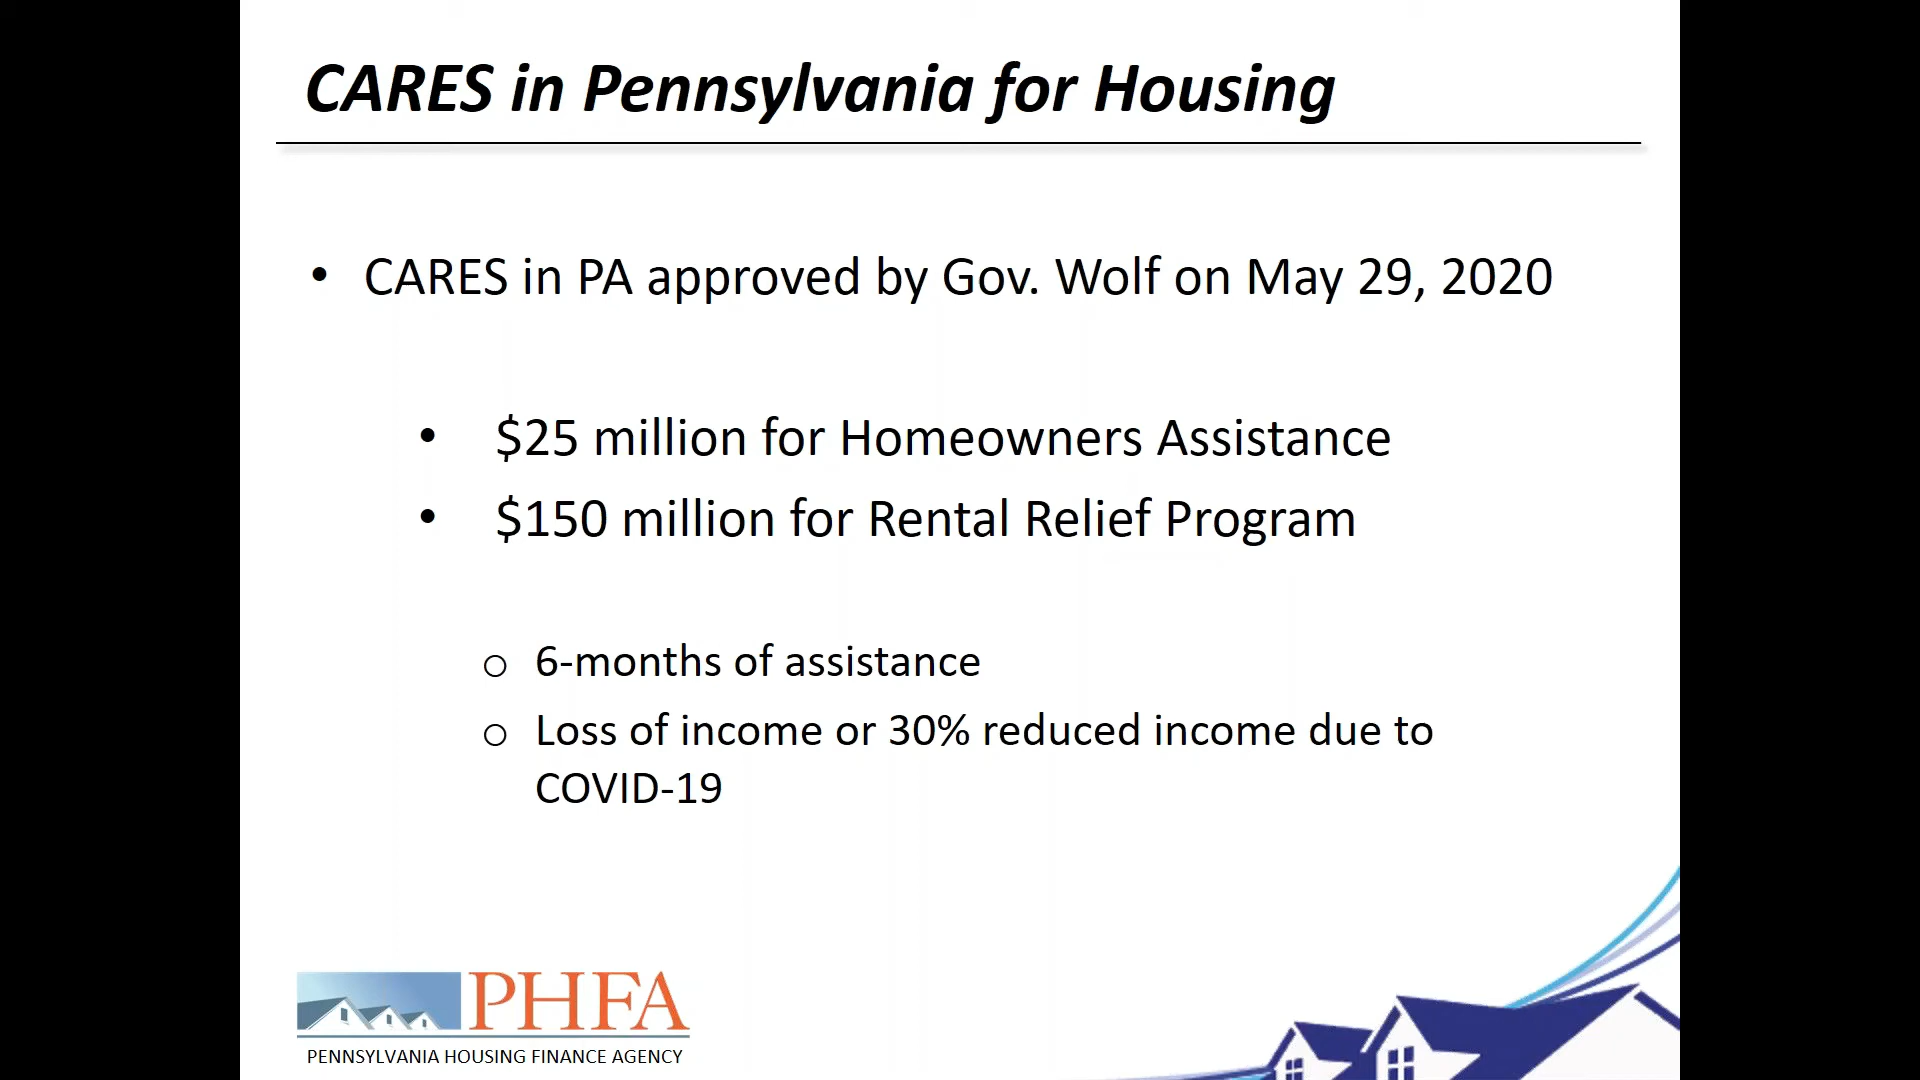 CARES in Pennsylvania for Housing
• CARES in PA approved by Gov. Wolf on May 29, 2020
• $25 million for Homeowners Assistance
• $150 million for Rental Relief Program
o 6-months of assistance
o Loss of income or 30% reduced income due to
COVID-19
PHFA
PENNSYLVANIA HOUSING FINANCE AGENCY